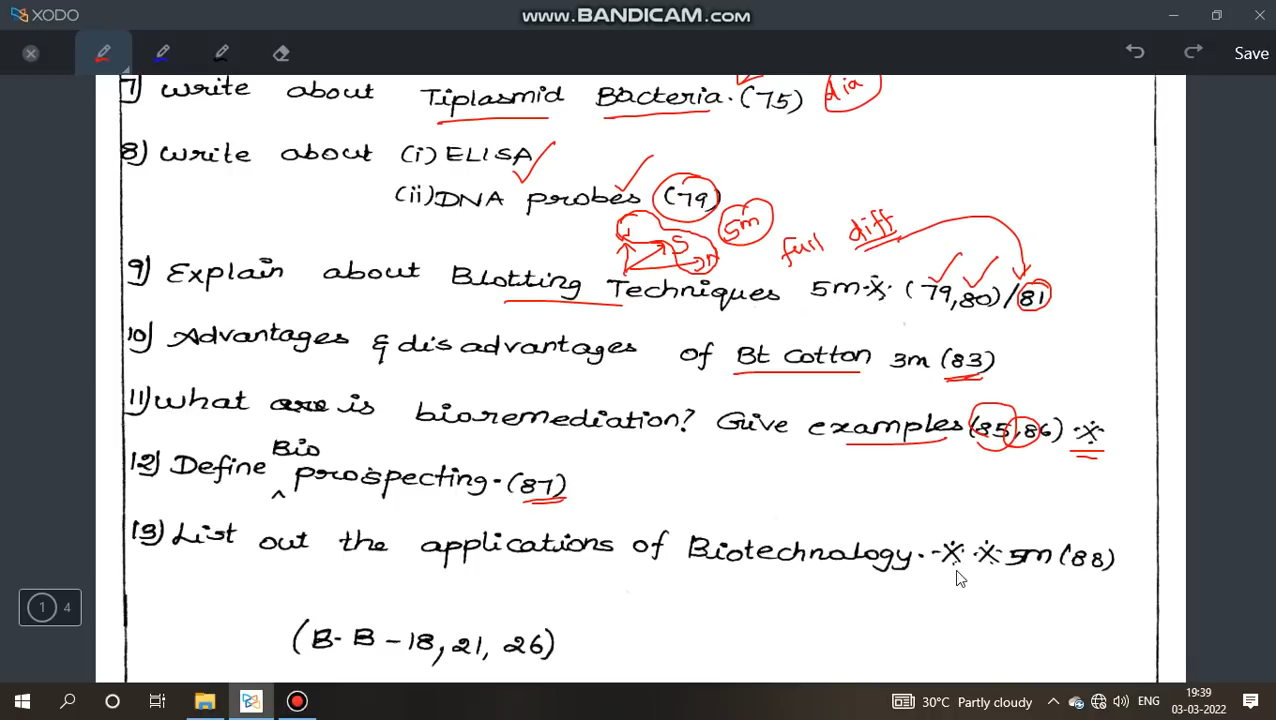 XODO
www.BANDICAM.com
Save
7) Write about Tiplasmid Bacteria. (75) dia
8) Write about (i) ELISA
(ii) DNA probes (79) 5m
full diff
9) Explain about Blotting Techniques 5m ※ (79,80)/81
10) Advantages & disadvantages of Bt Cotton 3m (83)
11) What is bioremediation? Give examples (85,86) ※
12) Define Bio prospecting. (87)
13) List out the applications of Biotechnology. ※ ※ 5m (88)
(B.B - 18, 21, 26)
1 4
30°C Partly cloudy
ENG
19:39
03-03-2022